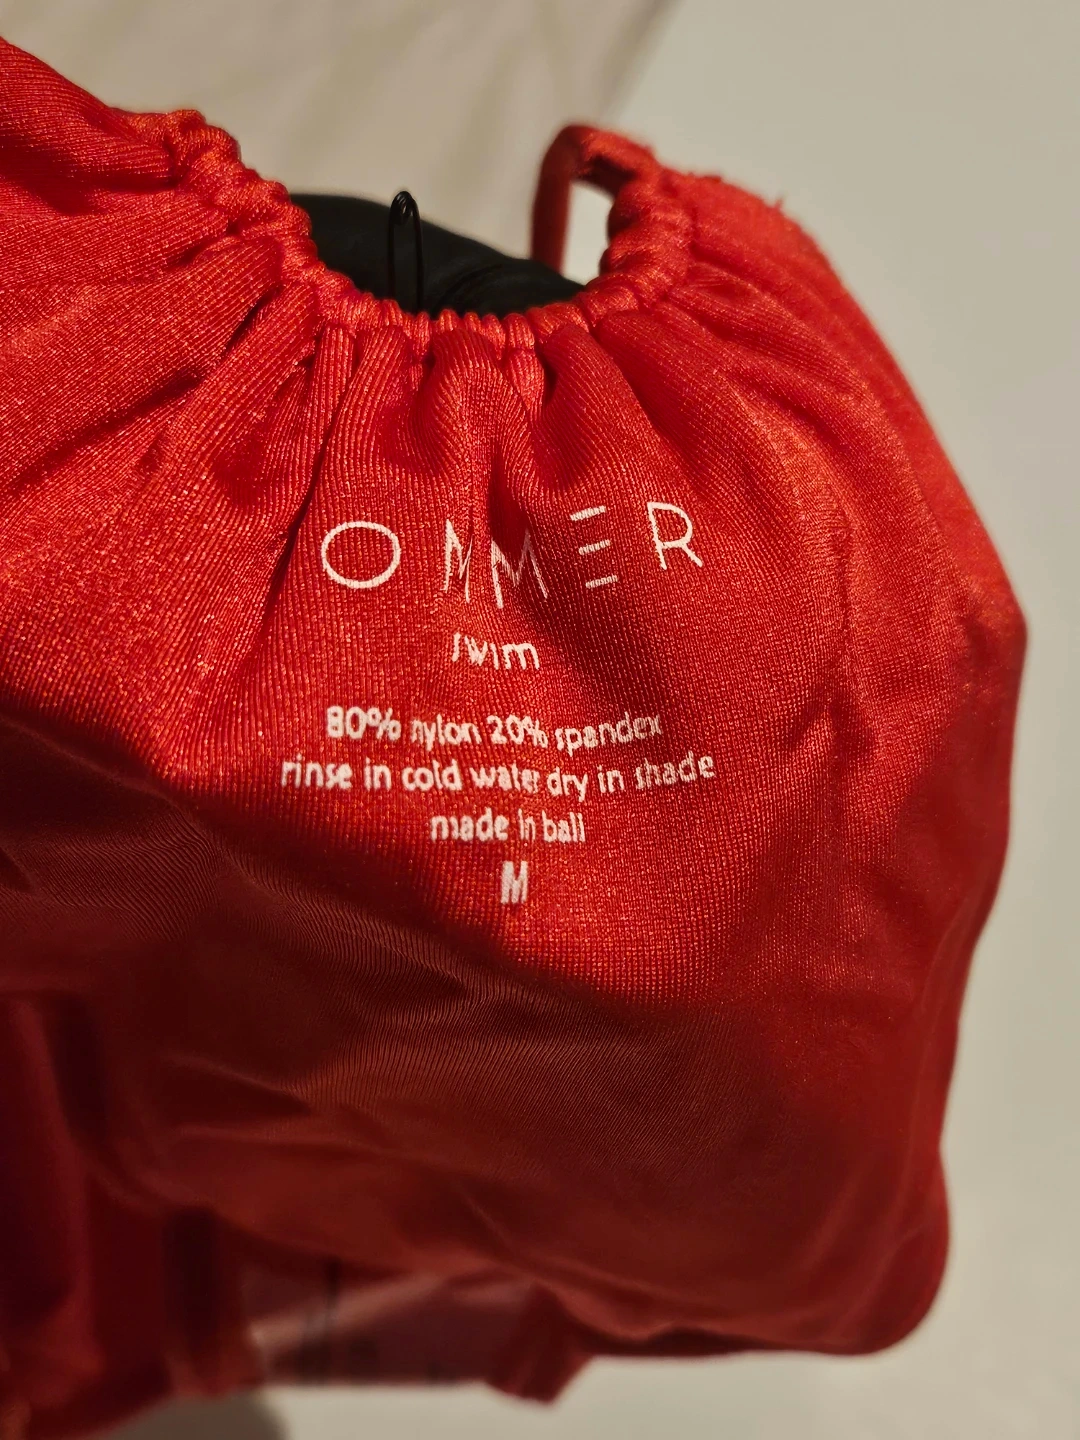 OMMER
swim
80% nylon 20% spandex
rinse in cold water dry in shade
made in bali
M